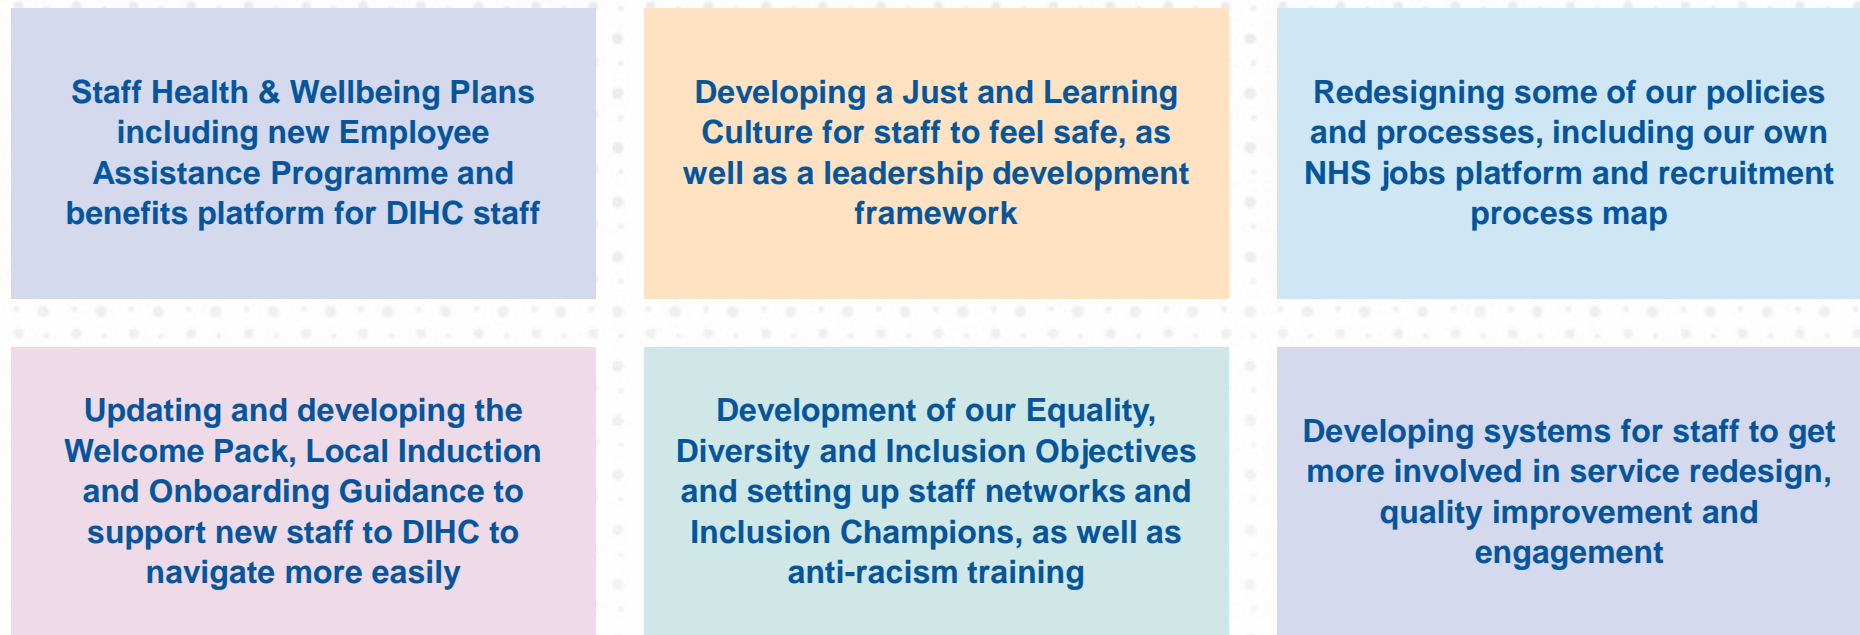 Staff Health & Wellbeing Plans
including new Employee
Assistance Programme and
benefits platform for DIHC staff
Developing a Just and Learning
Culture for staff to feel safe, as
well as a leadership development
framework
Redesigning some of our policies
and processes, including our own
NHS jobs platform and recruitment
process map
Updating and developing the
Welcome Pack, Local Induction
and Onboarding Guidance to
support new staff to DIHC to
navigate more easily
Development of our Equality,
Diversity and Inclusion Objectives
and setting up staff networks and
Inclusion Champions, as well as
anti-racism training
Developing systems for staff to get
more involved in service redesign,
quality improvement and
engagement